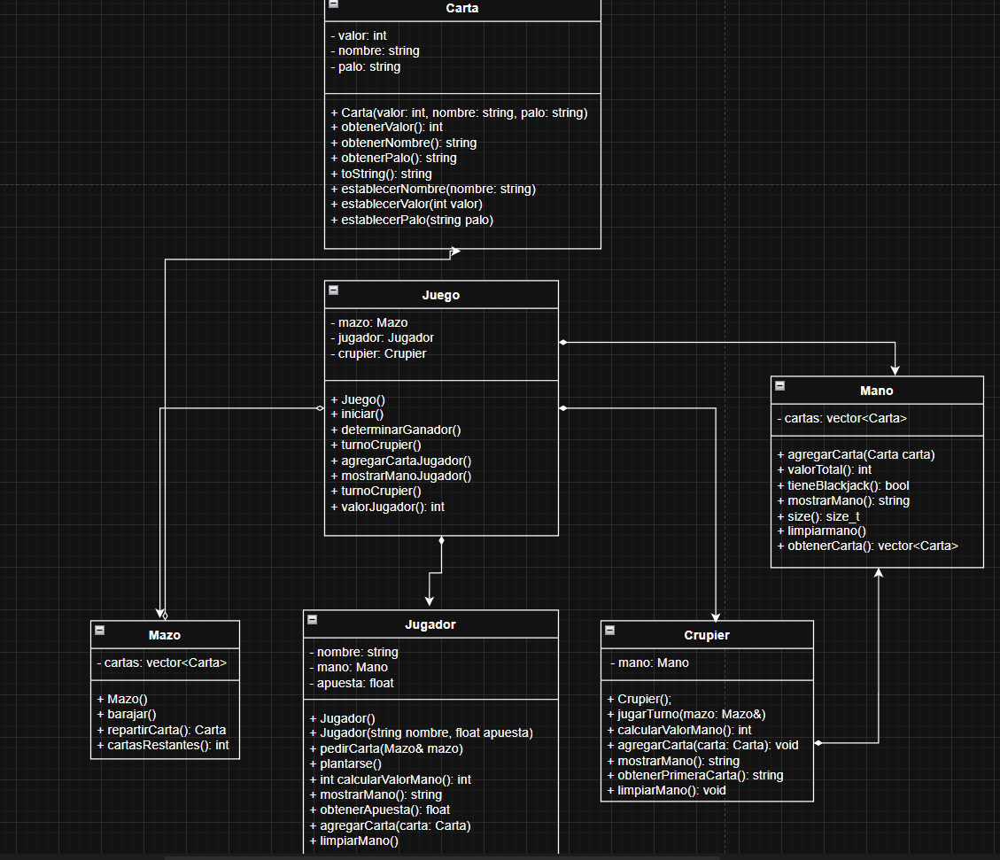 Carta
- valor: int
- nombre: string
- palo: string
+ Carta(valor: int, nombre: string, palo: string)
+ obtenerValor(): int
+ obtenerNombre(): string
+ obtenerPalo(): string
+ toString(): string
+ establecerNombre(nombre: string)
+ establecerValor(int valor)
+ establecerPalo(string palo)
Juego
- mazo: Mazo
- jugador: Jugador
- crupier: Crupier
+ Juego()
+ iniciar()
+ determinarGanador()
+ turnoCrupier()
+ agregarCartaJugador()
+ mostrarManoJugador()
+ turnoCrupier()
+ valorJugador(): int
Mano
- cartas: vector<Carta>
+ agregarCarta(Carta carta)
+ valorTotal(): int
+ tieneBlackjack(): bool
+ mostrarMano(): string
+ size(): size_t
+ limpiarmano()
+ obtenerCarta(): vector<Carta>
Mazo
- cartas: vector<Carta>
+ Mazo()
+ barajar()
+ repartirCarta(): Carta
+ cartasRestantes(): int
Jugador
- nombre: string
- mano: Mano
- apuesta: float
+ Jugador()
+ Jugador(string nombre, float apuesta)
+ pedirCarta(Mazo& mazo)
+ plantarse()
+ int calcularValorMano(): int
+ mostrarMano(): string
+ obtenerApuesta(): float
+ agregarCarta(carta: Carta)
+ limpiarMano()
Crupier
- mano: Mano
+ Crupier();
+ jugarTurno(mazo: Mazo&)
+ calcularValorMano(): int
+ agregarCarta(carta: Carta): void
+ mostrarMano(): string
+ obtenerPrimeraCarta(): string
+ limpiarMano(): void